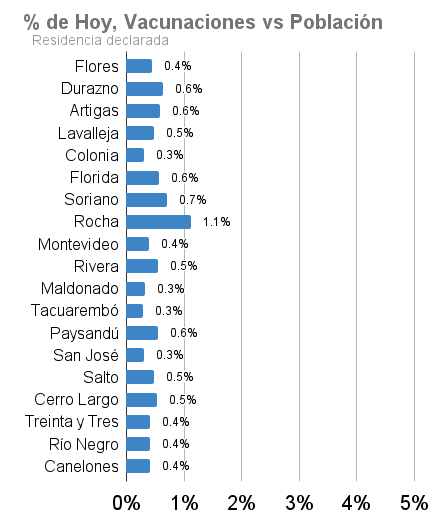 % de Hoy, Vacunaciones vs Población
Residencia declarada
Flores 0.4%
Durazno 0.6%
Artigas 0.6%
Lavalleja 0.5%
Colonia 0.3%
Florida 0.6%
Soriano 0.7%
Rocha 1.1%
Montevideo 0.4%
Rivera 0.5%
Maldonado 0.3%
Tacuarembó 0.3%
Paysandú 0.6%
San José 0.3%
Salto 0.5%
Cerro Largo 0.5%
Treinta y Tres 0.4%
Río Negro 0.4%
Canelones 0.4%
0% 1% 2% 3% 4% 5%